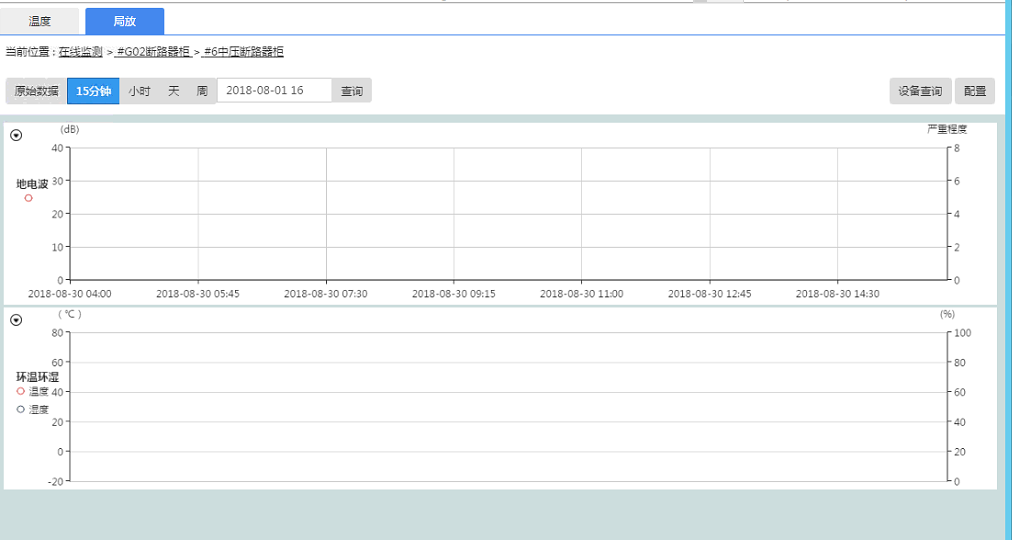 温度 局放
当前位置 : 在线监测 > #G02断路器柜 > #6中压断路器柜
原始数据 15分钟 小时 天 周 2018-08-01 16 查询 设备查询 配置
(dB) 严重程度
地电波
40 8
30 6
20 4
10 2
0 0
2018-08-30 04:00 2018-08-30 05:45 2018-08-30 07:30 2018-08-30 09:15 2018-08-30 11:00 2018-08-30 12:45 2018-08-30 14:30
( ℃ ) (%)
环温环湿
温度
湿度
80 100
60 80
40 60
20 40
0 20
-20 0